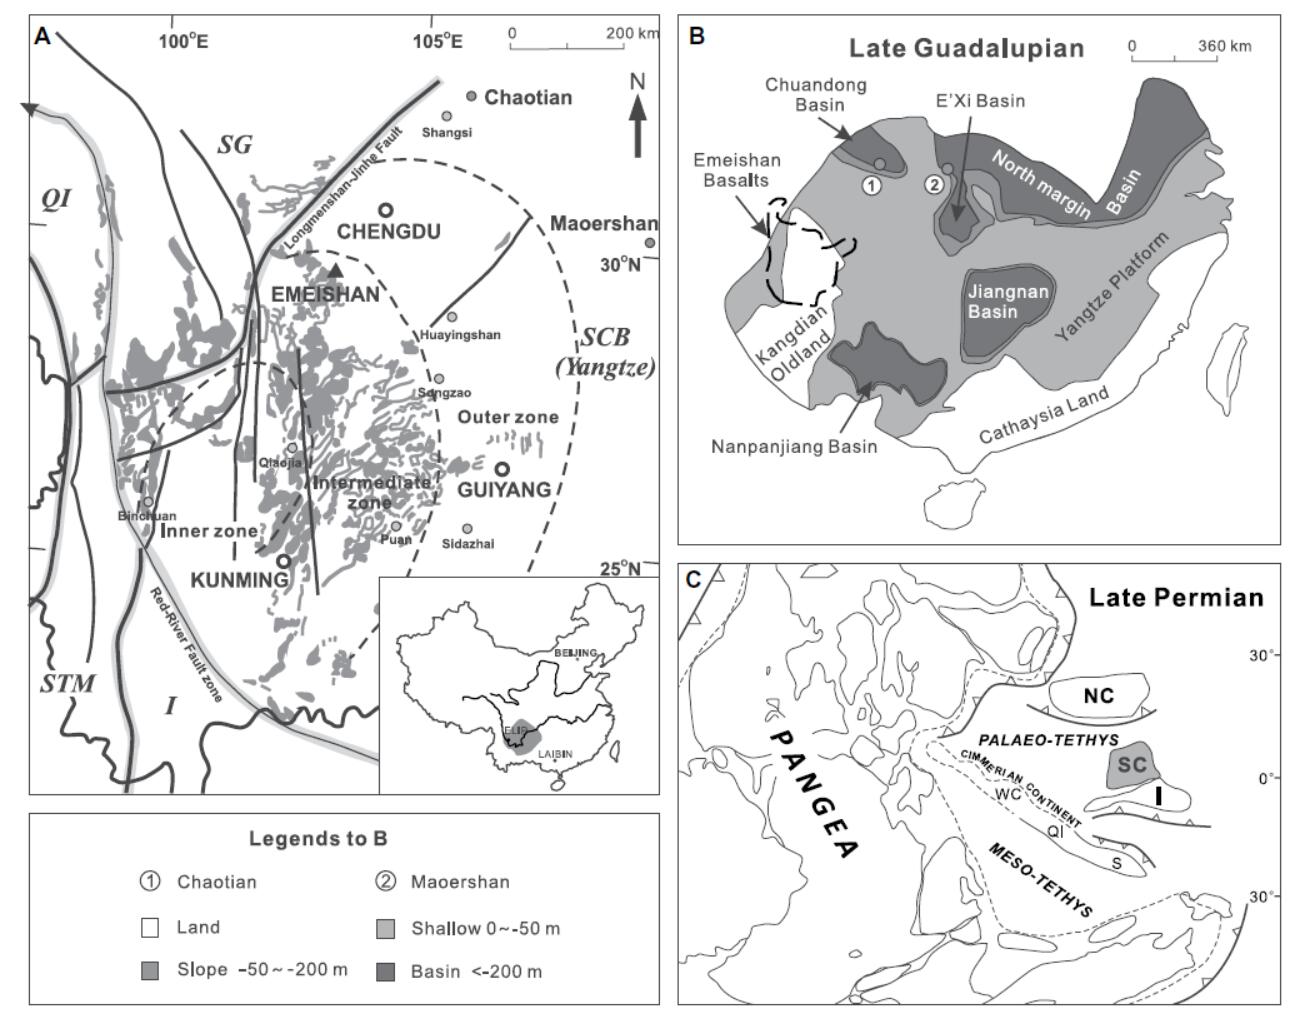 A
100°E
105°E
0
200 km
N
Chaotian
Shangsi
SG
QI
Longmenshan-Jinhe Fault
CHENGDU
Maoershan
30°N
EMEISHAN
Huayingshan
SCB
(Yangtze)
Songzao
Outer zone
Qiaojia
GUIYANG
Intermediate
zone
Binchuan
Inner zone
Puan
Sidazhai
KUNMING
25°N
Red-River Fault zone
STM
I
BEIJING
ELIP
LAIBIN
B
Late Guadalupian
0
360 km
Chuandong
Basin
E'Xi Basin
Emeishan
Basalts
1
2
North margin
Basin
Jiangnan
Basin
Yangtze Platform
Kangdian
Oldland
Cathaysia Land
Nanpanjiang Basin
C
Late Permian
30°
NC
PALAEO-TETHYS
SC
0°
CIMMERIAN CONTINENT
WC
I
PANGEA
QI
S
MESO-TETHYS
30°
Legends to B
1 Chaotian
2 Maoershan
Land
Shallow 0~-50 m
Slope -50~-200 m
Basin <-200 m